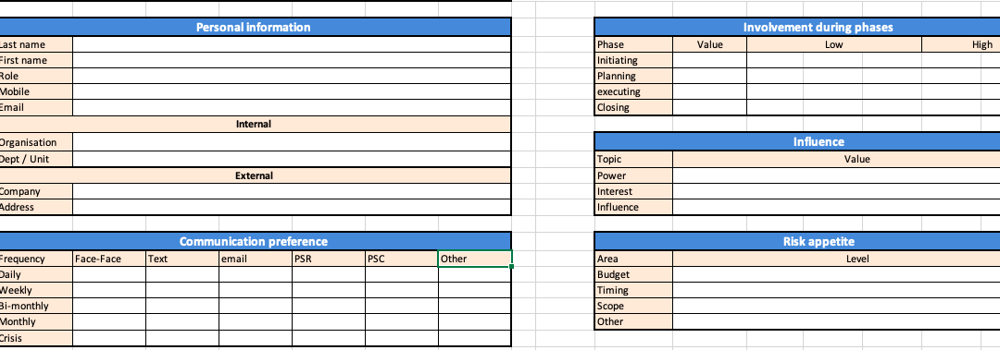 Personal information
Last name
First name
Role
Mobile
Email
Internal
Organisation
Dept / Unit
External
Company
Address
Communication preference
Frequency Face-Face Text email PSR PSC Other
Daily
Weekly
Bi-monthly
Monthly
Crisis
Involvement during phases
Phase Value Low High
Initiating
Planning
executing
Closing
Influence
Topic Value
Power
Interest
Influence
Risk appetite
Area Level
Budget
Timing
Scope
Other